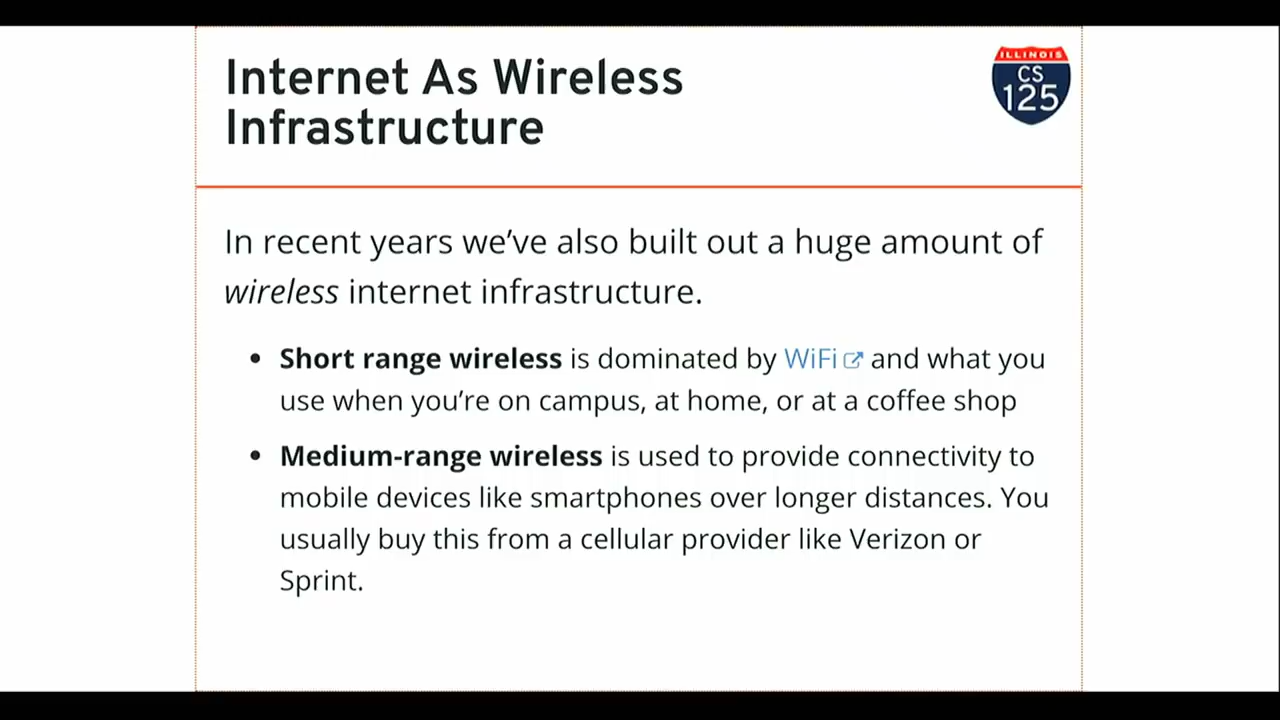 Internet As Wireless
Infrastructure
ILLINOIS
CS
125
In recent years we’ve also built out a huge amount of
wireless internet infrastructure.
• Short range wireless is dominated by WiFi and what you
use when you’re on campus, at home, or at a coffee shop
• Medium-range wireless is used to provide connectivity to
mobile devices like smartphones over longer distances. You
usually buy this from a cellular provider like Verizon or
Sprint.